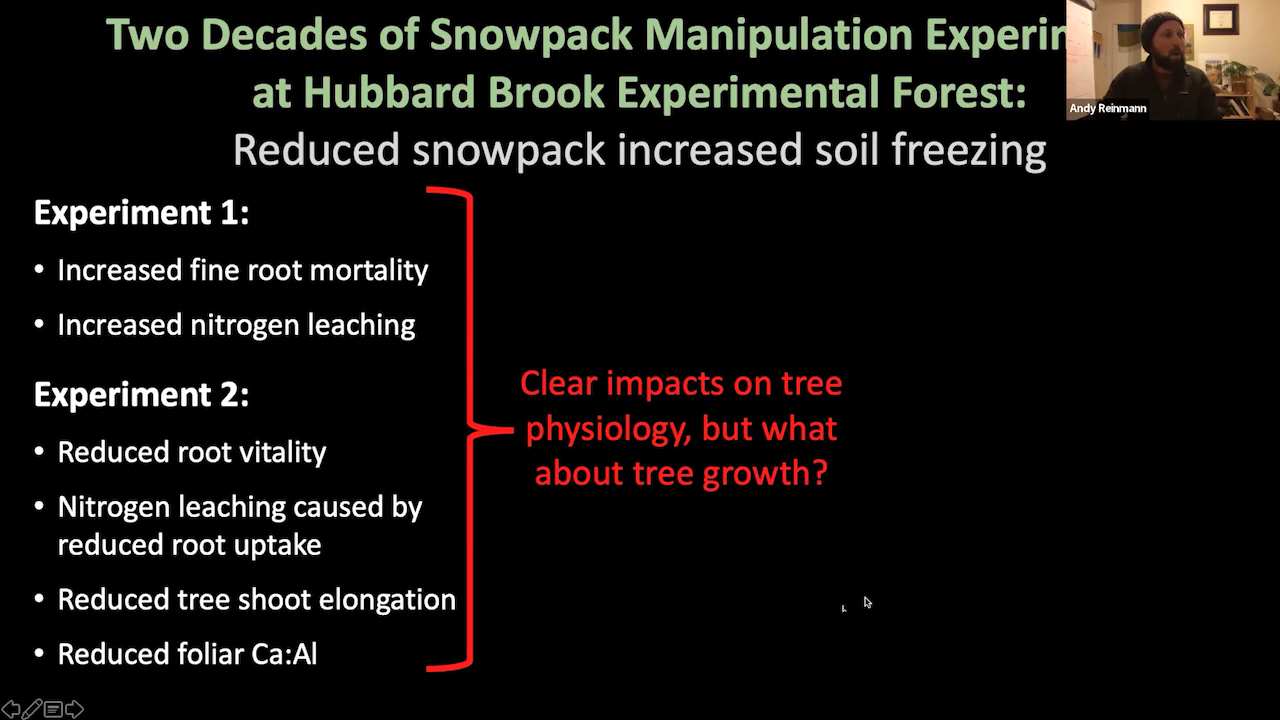 Two Decades of Snowpack Manipulation Experim
at Hubbard Brook Experimental Forest:
Reduced snowpack increased soil freezing
Andy Reinmann
Experiment 1:
• Increased fine root mortality
• Increased nitrogen leaching
Experiment 2:
• Reduced root vitality
• Nitrogen leaching caused by
reduced root uptake
• Reduced tree shoot elongation
• Reduced foliar Ca:Al
Clear impacts on tree
physiology, but what
about tree growth?